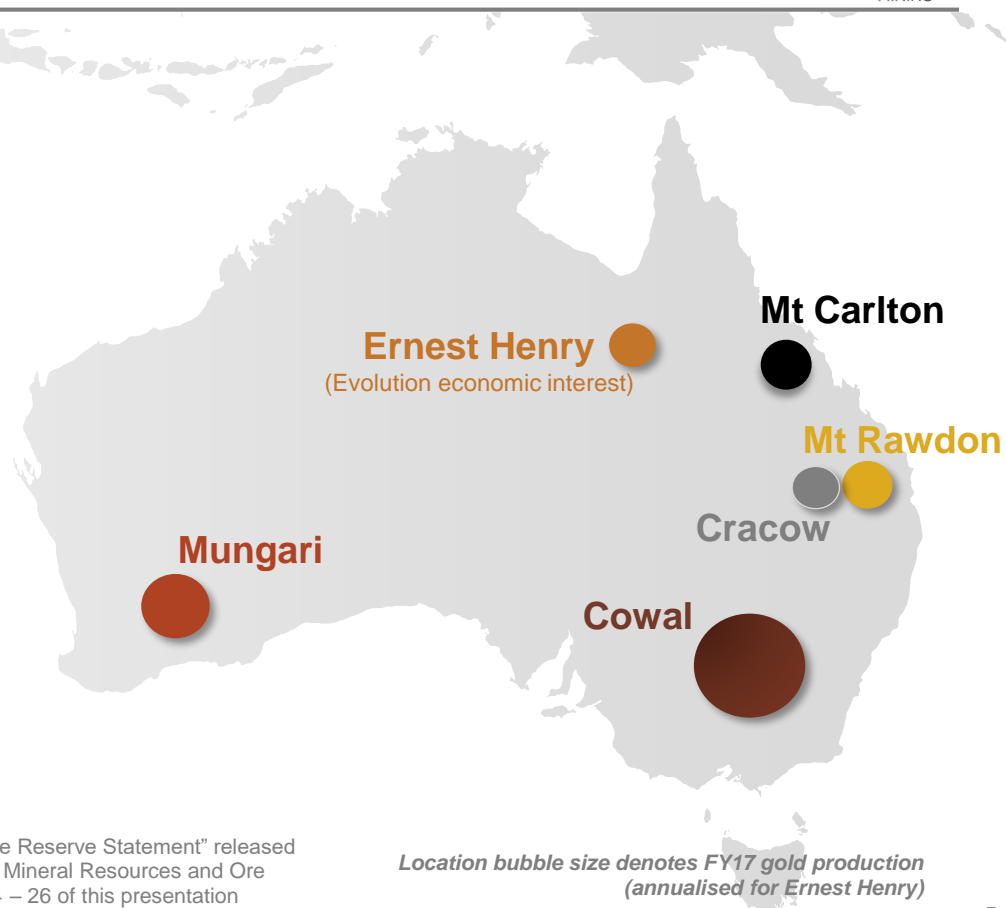 Mt Carlton
Ernest Henry
(Evolution economic interest)
Mt Rawdon
Cracow
Mungari
Cowal
Reserve Statement” released
Mineral Resources and Ore
– 26 of this presentation
Location bubble size denotes FY17 gold production
(annualised for Ernest Henry)